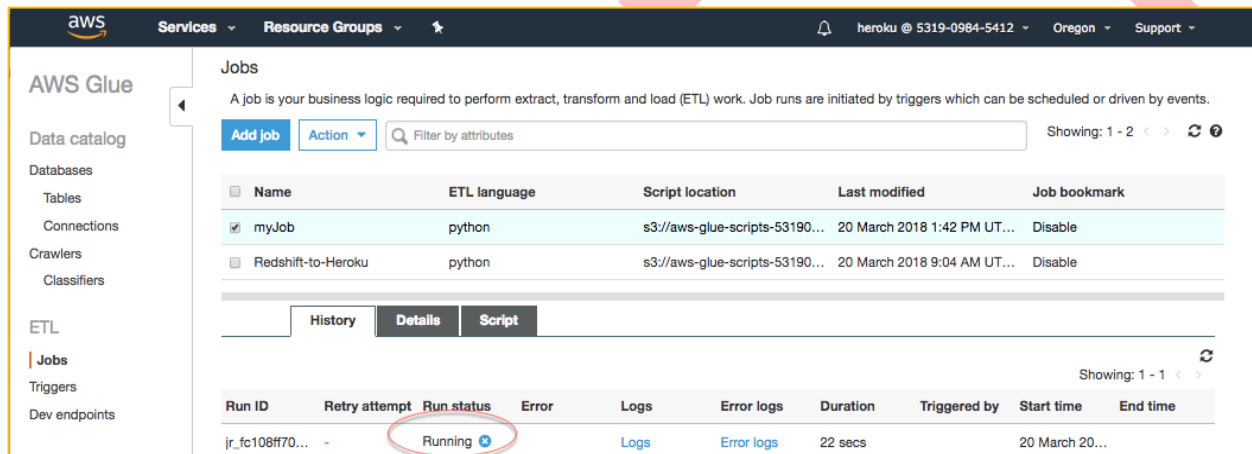 aws Services Resource Groups heroku @ 5319-0984-5412 Oregon Support
AWS Glue
Data catalog
Databases
Tables
Connections
Crawlers
Classifiers
ETL
Jobs
Triggers
Dev endpoints
Jobs
A job is your business logic required to perform extract, transform and load (ETL) work. Job runs are initiated by triggers which can be scheduled or driven by events.
Add job Action Filter by attributes Showing: 1 - 2
Name ETL language Script location Last modified Job bookmark
myJob python s3://aws-glue-scripts-53190... 20 March 2018 1:42 PM UT... Disable
Redshift-to-Heroku python s3://aws-glue-scripts-53190... 20 March 2018 9:04 AM UT... Disable
History Details Script
Showing: 1 - 1
Run ID Retry attempt Run status Error Logs Error logs Duration Triggered by Start time End time
jr_fc108ff70... - Running Logs Error logs 22 secs 20 March 20...